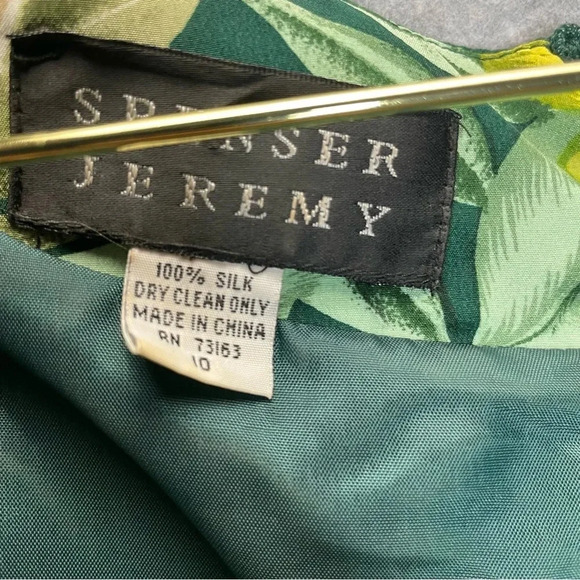 SPENSER
JEREMY
100% SILK
DRY CLEAN ONLY
MADE IN CHINA
RN 73163
10